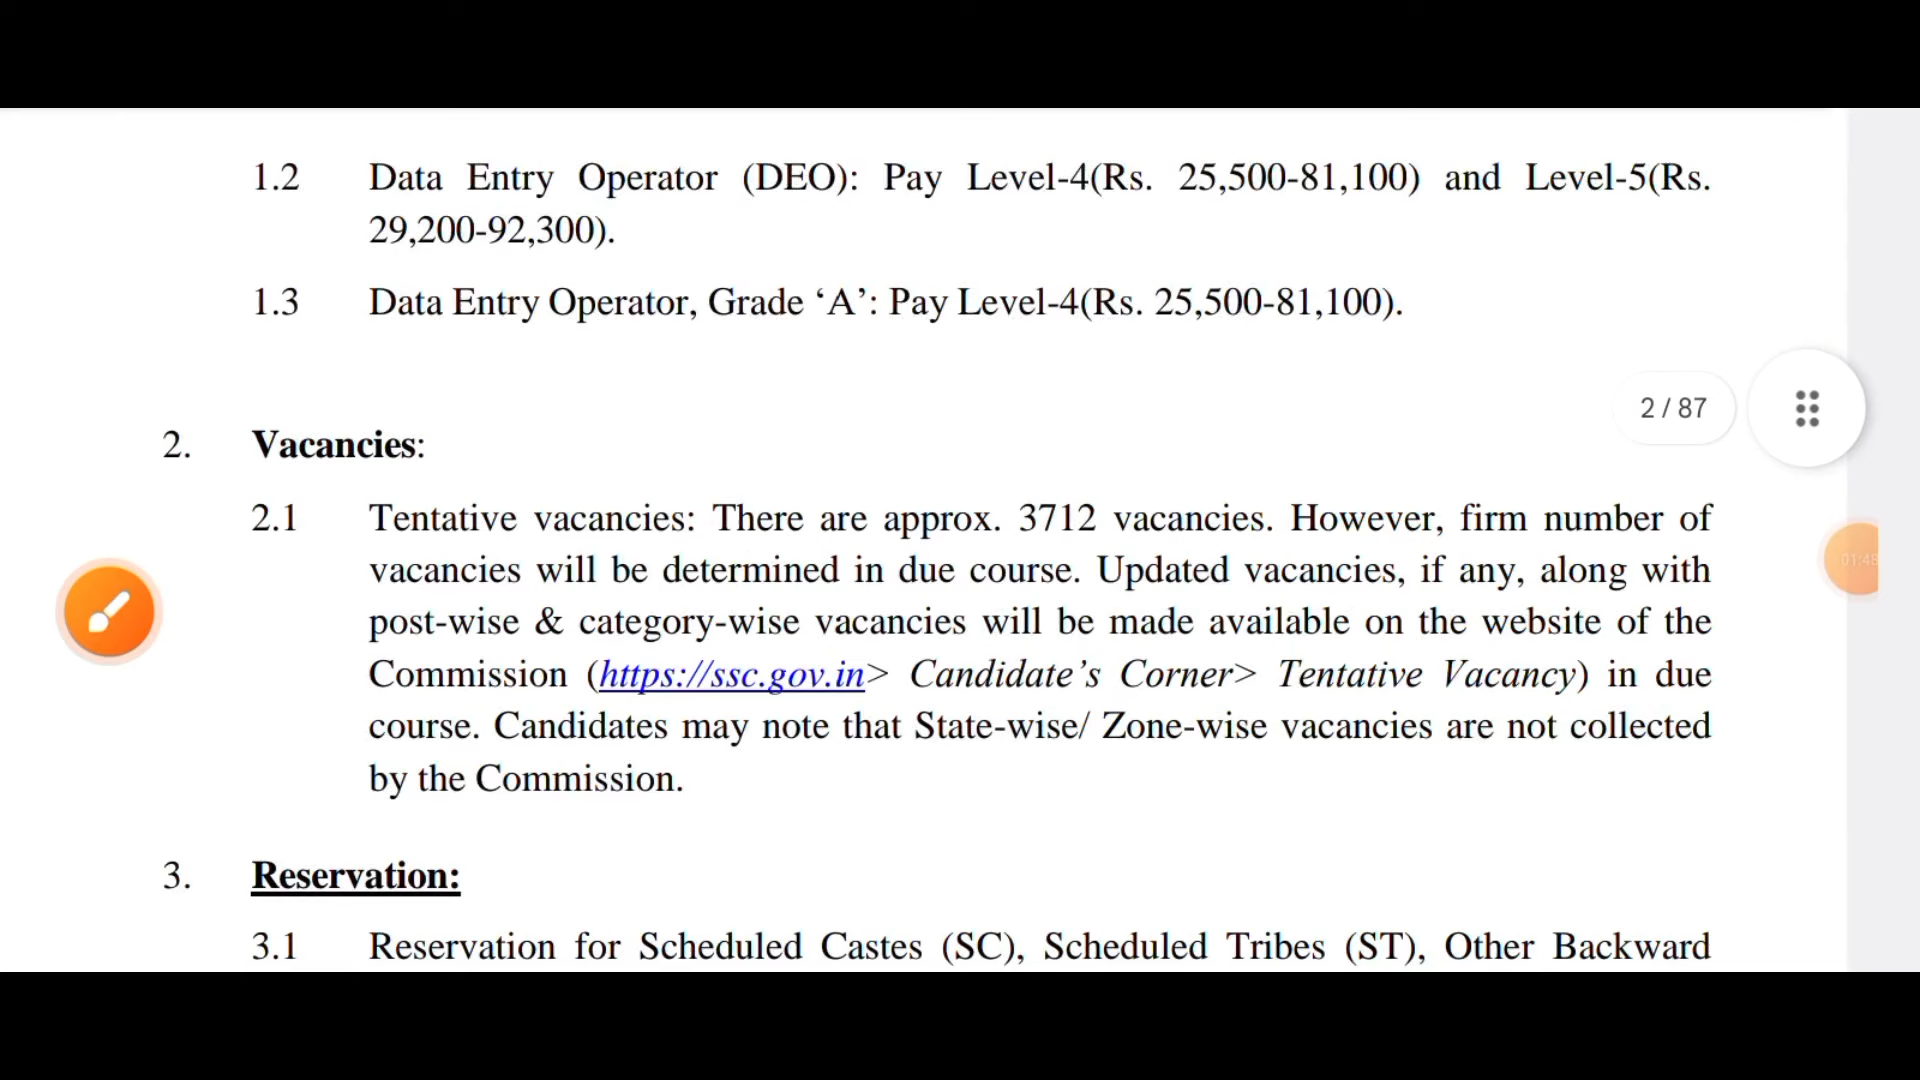 1.2 Data Entry Operator (DEO): Pay Level-4(Rs. 25,500-81,100) and Level-5(Rs.
29,200-92,300).
1.3 Data Entry Operator, Grade ‘A’: Pay Level-4(Rs. 25,500-81,100).
2 / 87
2. Vacancies:
2.1 Tentative vacancies: There are approx. 3712 vacancies. However, firm number of
vacancies will be determined in due course. Updated vacancies, if any, along with
01:48
post-wise & category-wise vacancies will be made available on the website of the
Commission (https://ssc.gov.in> Candidate’s Corner> Tentative Vacancy) in due
course. Candidates may note that State-wise/ Zone-wise vacancies are not collected
by the Commission.
3. Reservation:
3.1 Reservation for Scheduled Castes (SC), Scheduled Tribes (ST), Other Backward